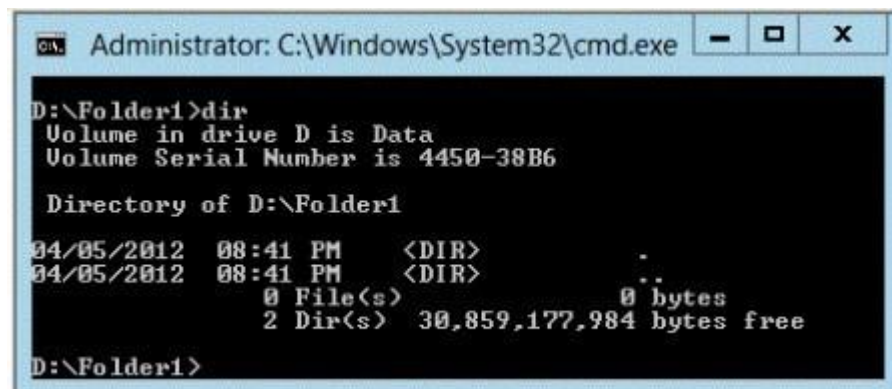 Administrator: C:\Windows\System32\cmd.exe
D:\Folder1>dir
Volume in drive D is Data
Volume Serial Number is 4450-38B6
Directory of D:\Folder1
04/05/2012 08:41 PM <DIR> .
04/05/2012 08:41 PM <DIR> ..
0 File(s) 0 bytes
2 Dir(s) 30,859,177,984 bytes free
D:\Folder1>